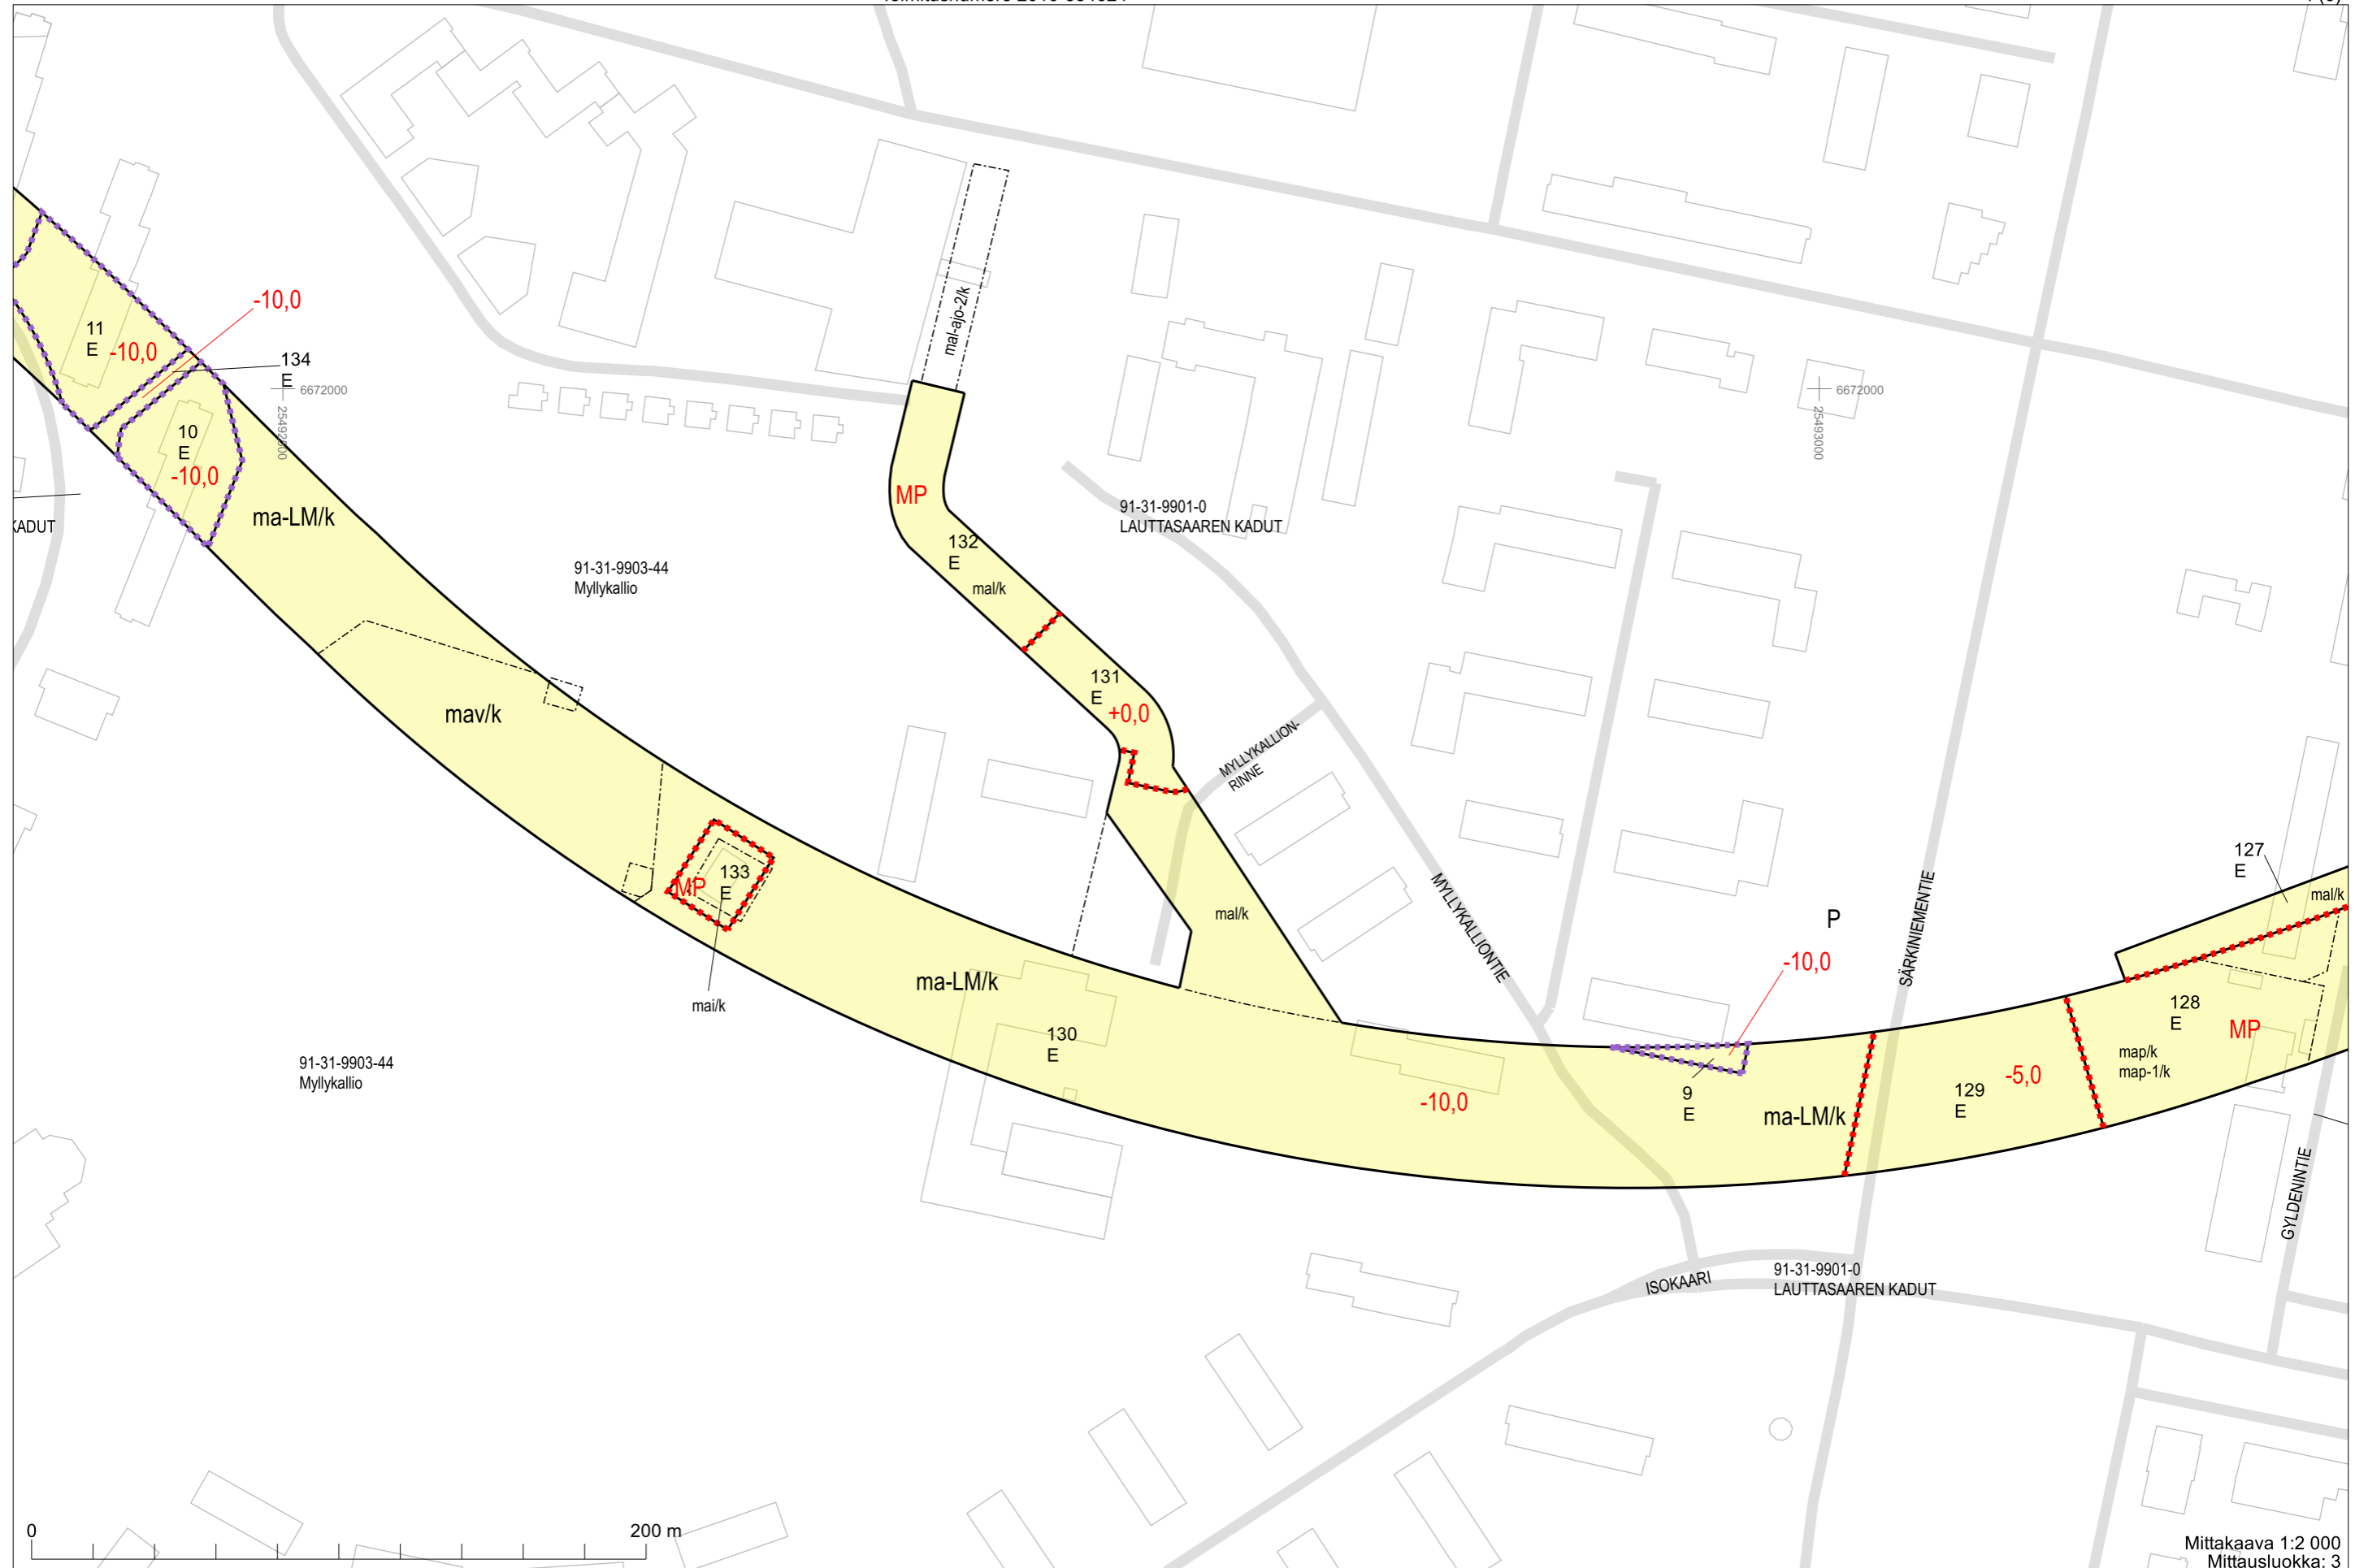 -10,0
11
E
-10,0
134
E
6672000
25492000
10
E
-10,0
KADUT
ma-LM/k
mal-ajo-2/k
MP
132
E
mal/k
91-31-9901-0
LAUTTASAAREN KADUT
6672000
25493000
91-31-9903-44
Myllykallio
mav/k
131
E
+0,0
MYLLYKALLION-
RINNE
133
E
MP
mai/k
mal/k
MYLLYKALLIONTIE
SÄRKINIEMENTIE
P
-10,0
127
E
mal/k
ma-LM/k
130
E
128
E
MP
map/k
map-1/k
91-31-9903-44
Myllykallio
-10,0
9
E
ma-LM/k
129
E
-5,0
GYLDENINTIE
ISOKAARI
91-31-9901-0
LAUTTASAAREN KADUT
0
200 m
Mittakaava 1:2 000
Mittausluokka: 3